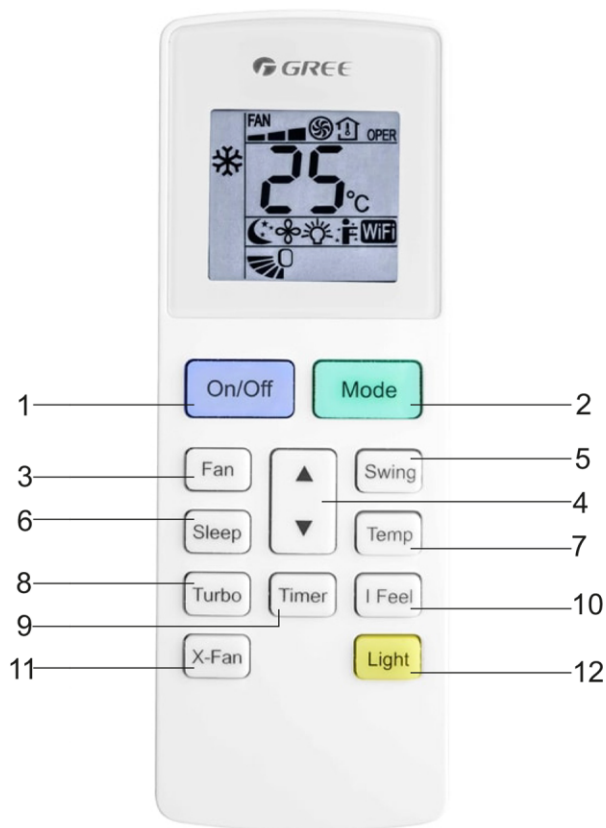 GREE
FAN
OPER
25°C
WiFi
On/Off Mode
1 2
Fan Swing 5
3 4
6 Sleep Temp
7
8 Turbo Timer I Feel
9 10
X-Fan Light
11 12